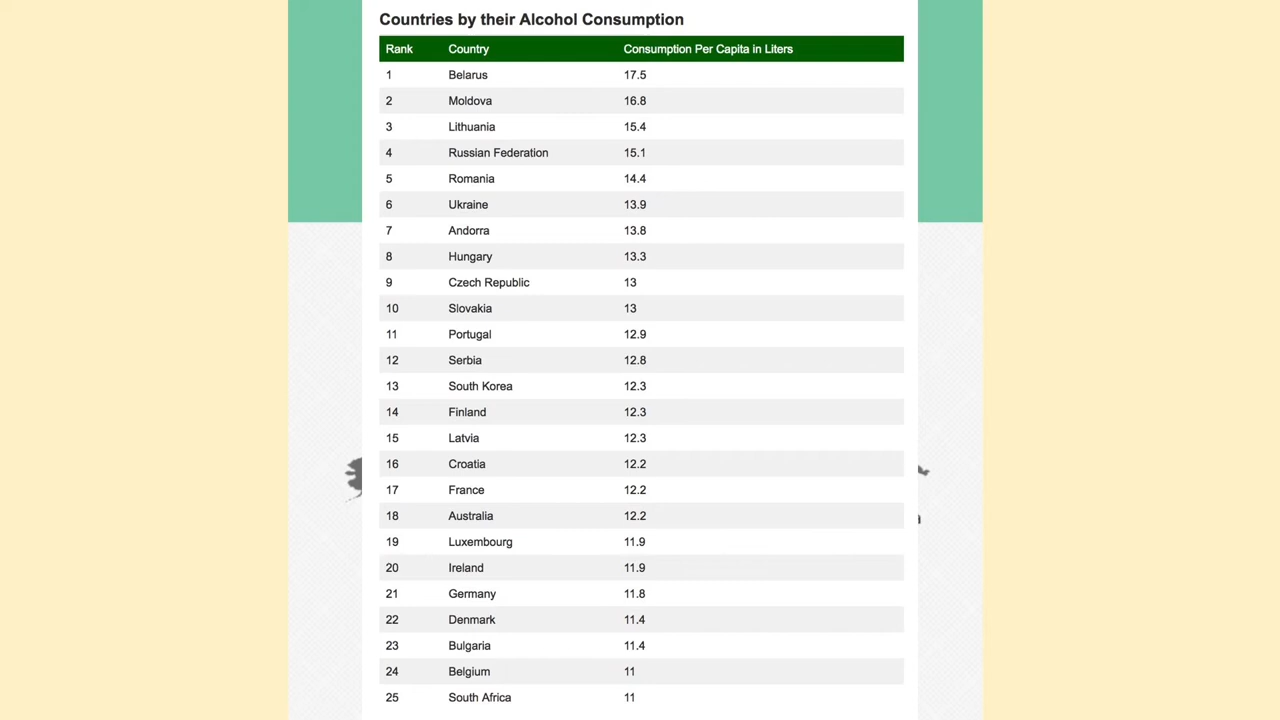 Countries by their Alcohol Consumption
Rank Country Consumption Per Capita in Liters
1 Belarus 17.5
2 Moldova 16.8
3 Lithuania 15.4
4 Russian Federation 15.1
5 Romania 14.4
6 Ukraine 13.9
7 Andorra 13.8
8 Hungary 13.3
9 Czech Republic 13
10 Slovakia 13
11 Portugal 12.9
12 Serbia 12.8
13 South Korea 12.3
14 Finland 12.3
15 Latvia 12.3
16 Croatia 12.2
17 France 12.2
18 Australia 12.2
19 Luxembourg 11.9
20 Ireland 11.9
21 Germany 11.8
22 Denmark 11.4
23 Bulgaria 11.4
24 Belgium 11
25 South Africa 11